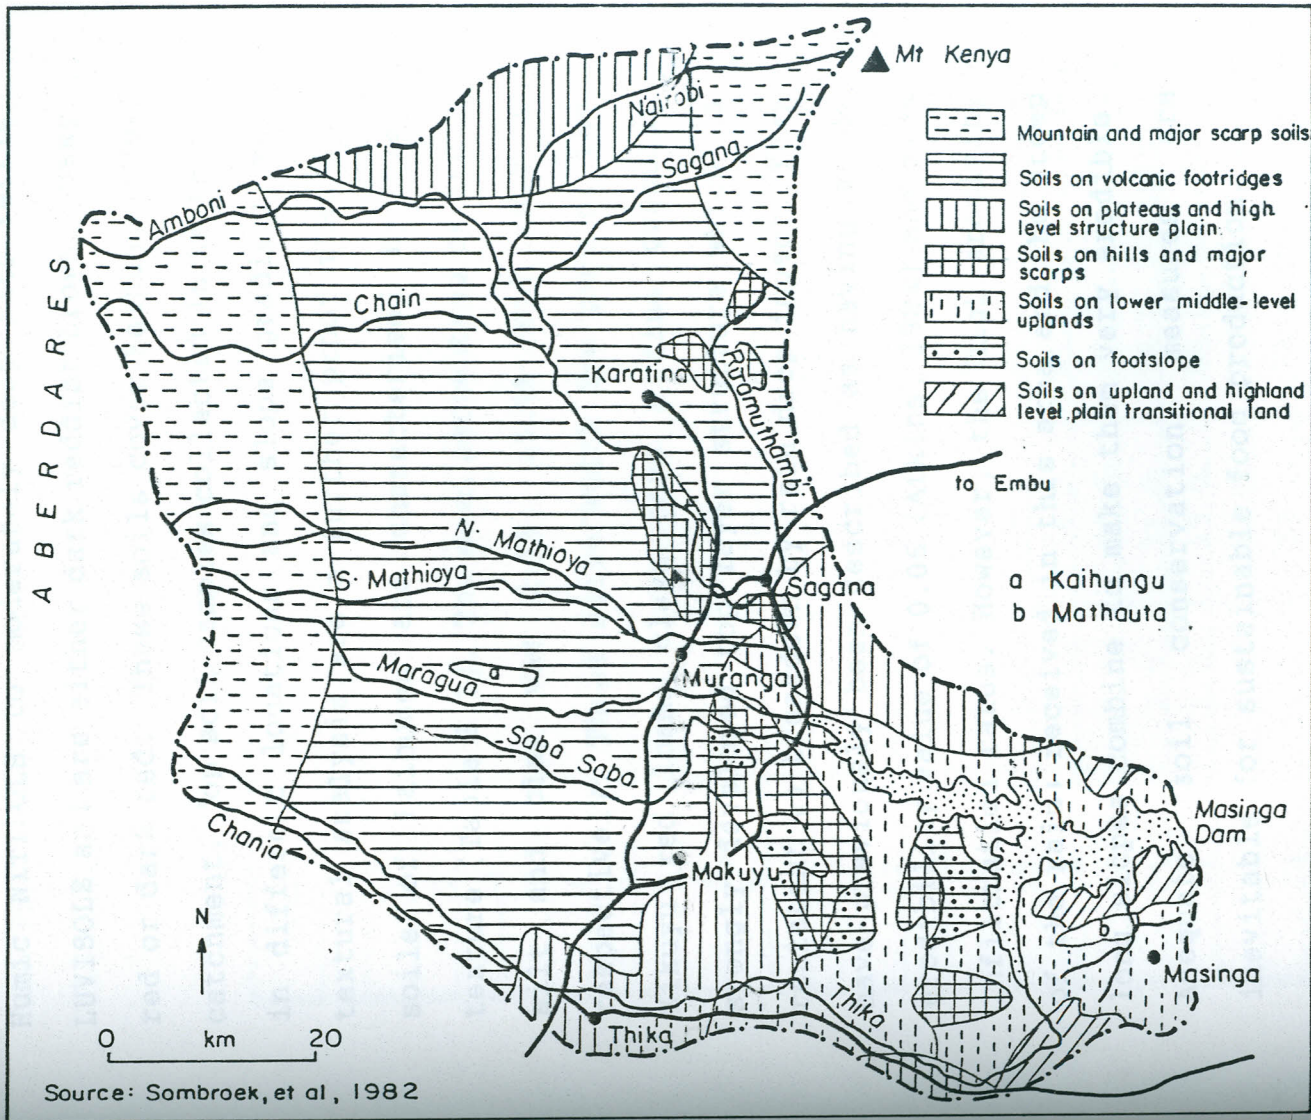 Mt Kenya
Nairobi
Sagana
Amboni
Chain
Karatina
Ruamuthambi
to Embu
N. Mathioya
S. Mathioya
Sagana
Maragua
a
Muranga
Saba Saba
Chania
Makuyu
Masinga
Dam
b
Masinga
Thika
Thika
ABERDARES
N
0 20
km
Mountain and major scarp soils
Soils on volcanic footridges
Soils on plateaus and high
level structure plain
Soils on hills and major
scarps
Soils on lower middle-level
uplands
Soils on footslope
Soils on upland and highland
level, plain transitional land
a Kaihungu
b Mathauta
Source: Sombroek, et al, 1982